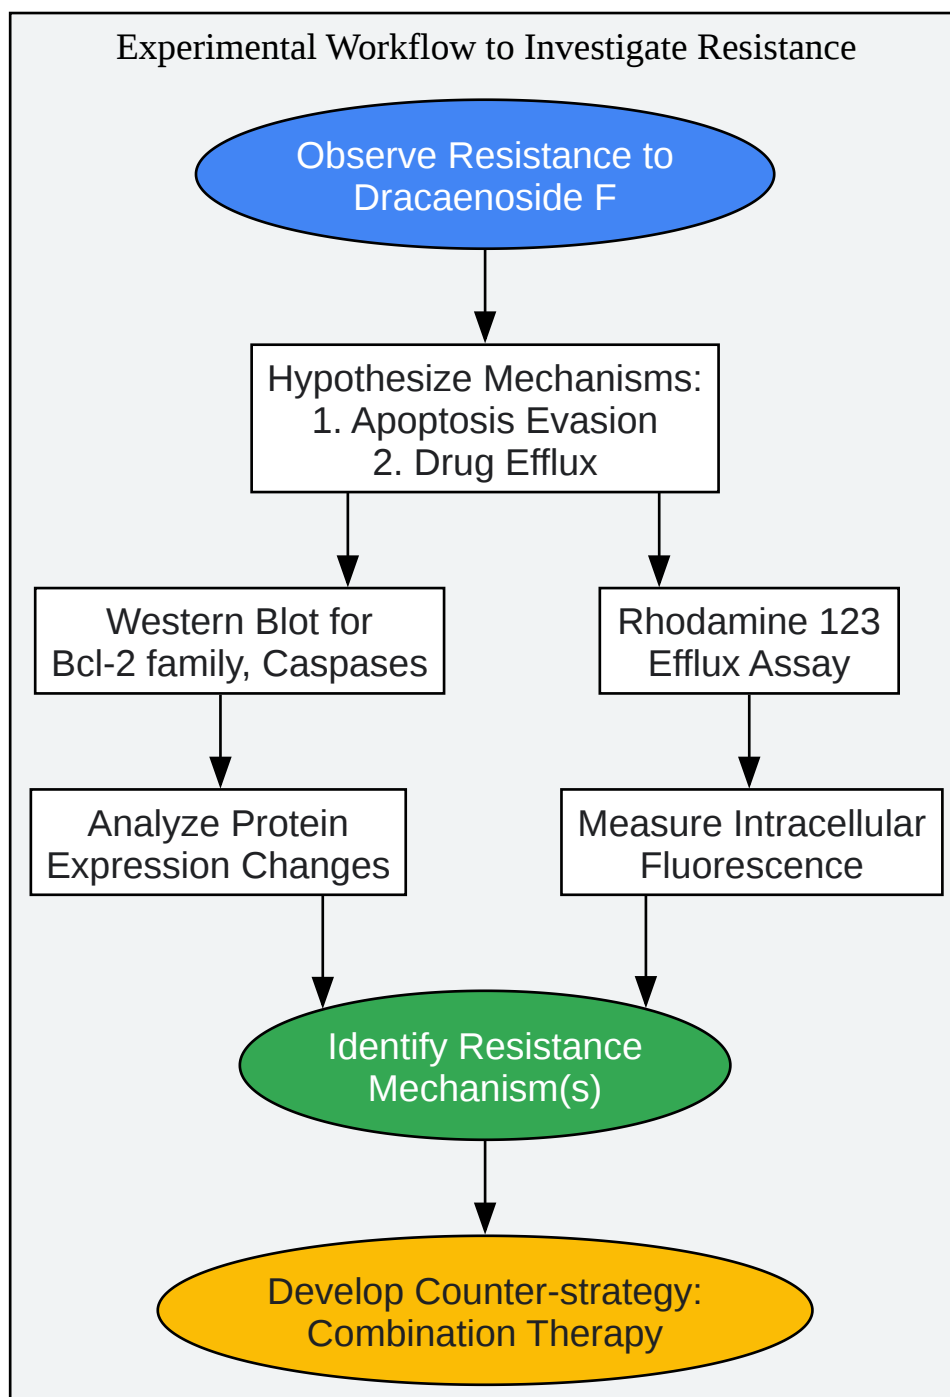 Experimental Workflow to Investigate Resistance
Observe Resistance to
Dracaenoside F
Hypothesize Mechanisms:
1. Apoptosis Evasion
2. Drug Efflux
Western Blot for
Bcl-2 family, Caspases
Rhodamine 123
Efflux Assay
Analyze Protein
Expression Changes
Measure Intracellular
Fluorescence
Identify Resistance
Mechanism(s)
Develop Counter-strategy:
Combination Therapy